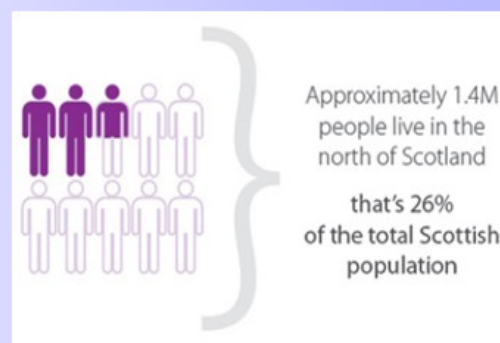 Approximately 1.4M
people live in the
north of Scotland
that's 26%
of the total Scottish
population